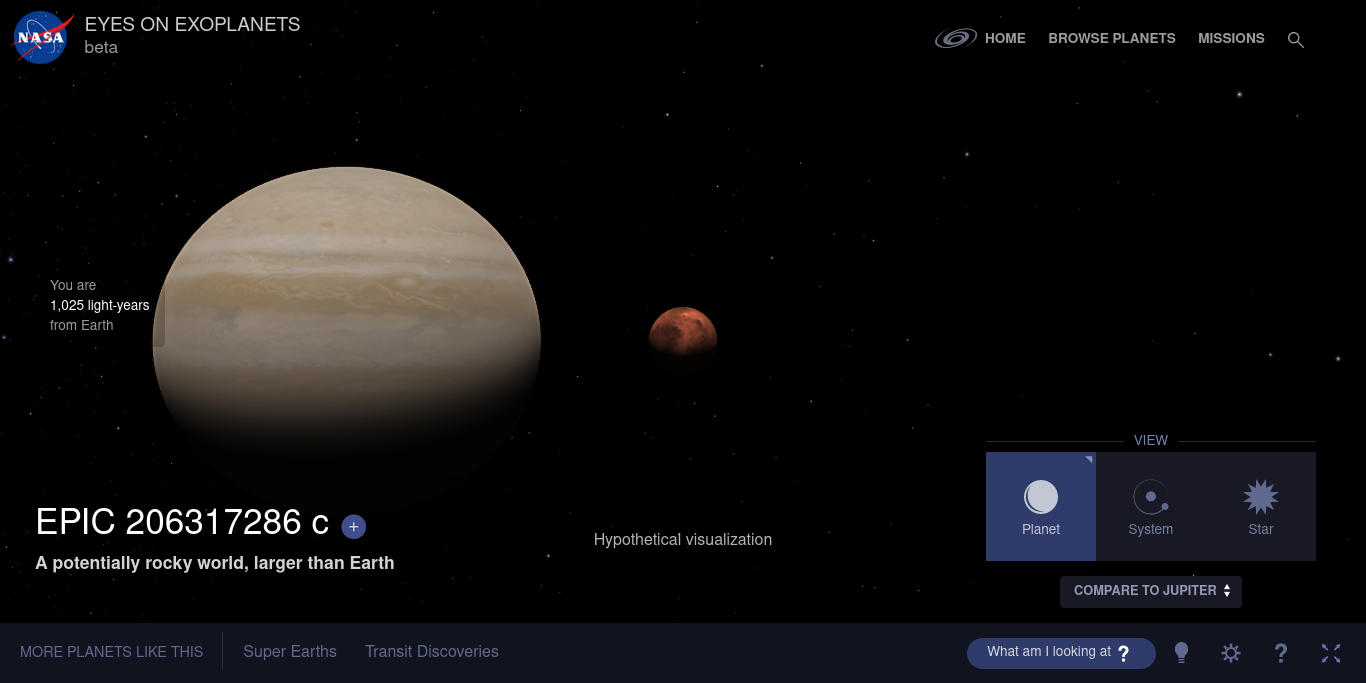 NASA
EYES ON EXOPLANETS
beta
HOME
BROWSE PLANETS
MISSIONS
You are
1,025 light-years
from Earth
VIEW
Planet
System
Star
EPIC 206317286 c +
A potentially rocky world, larger than Earth
Hypothetical visualization
COMPARE TO JUPITER
MORE PLANETS LIKE THIS
Super Earths
Transit Discoveries
What am I looking at ?
?